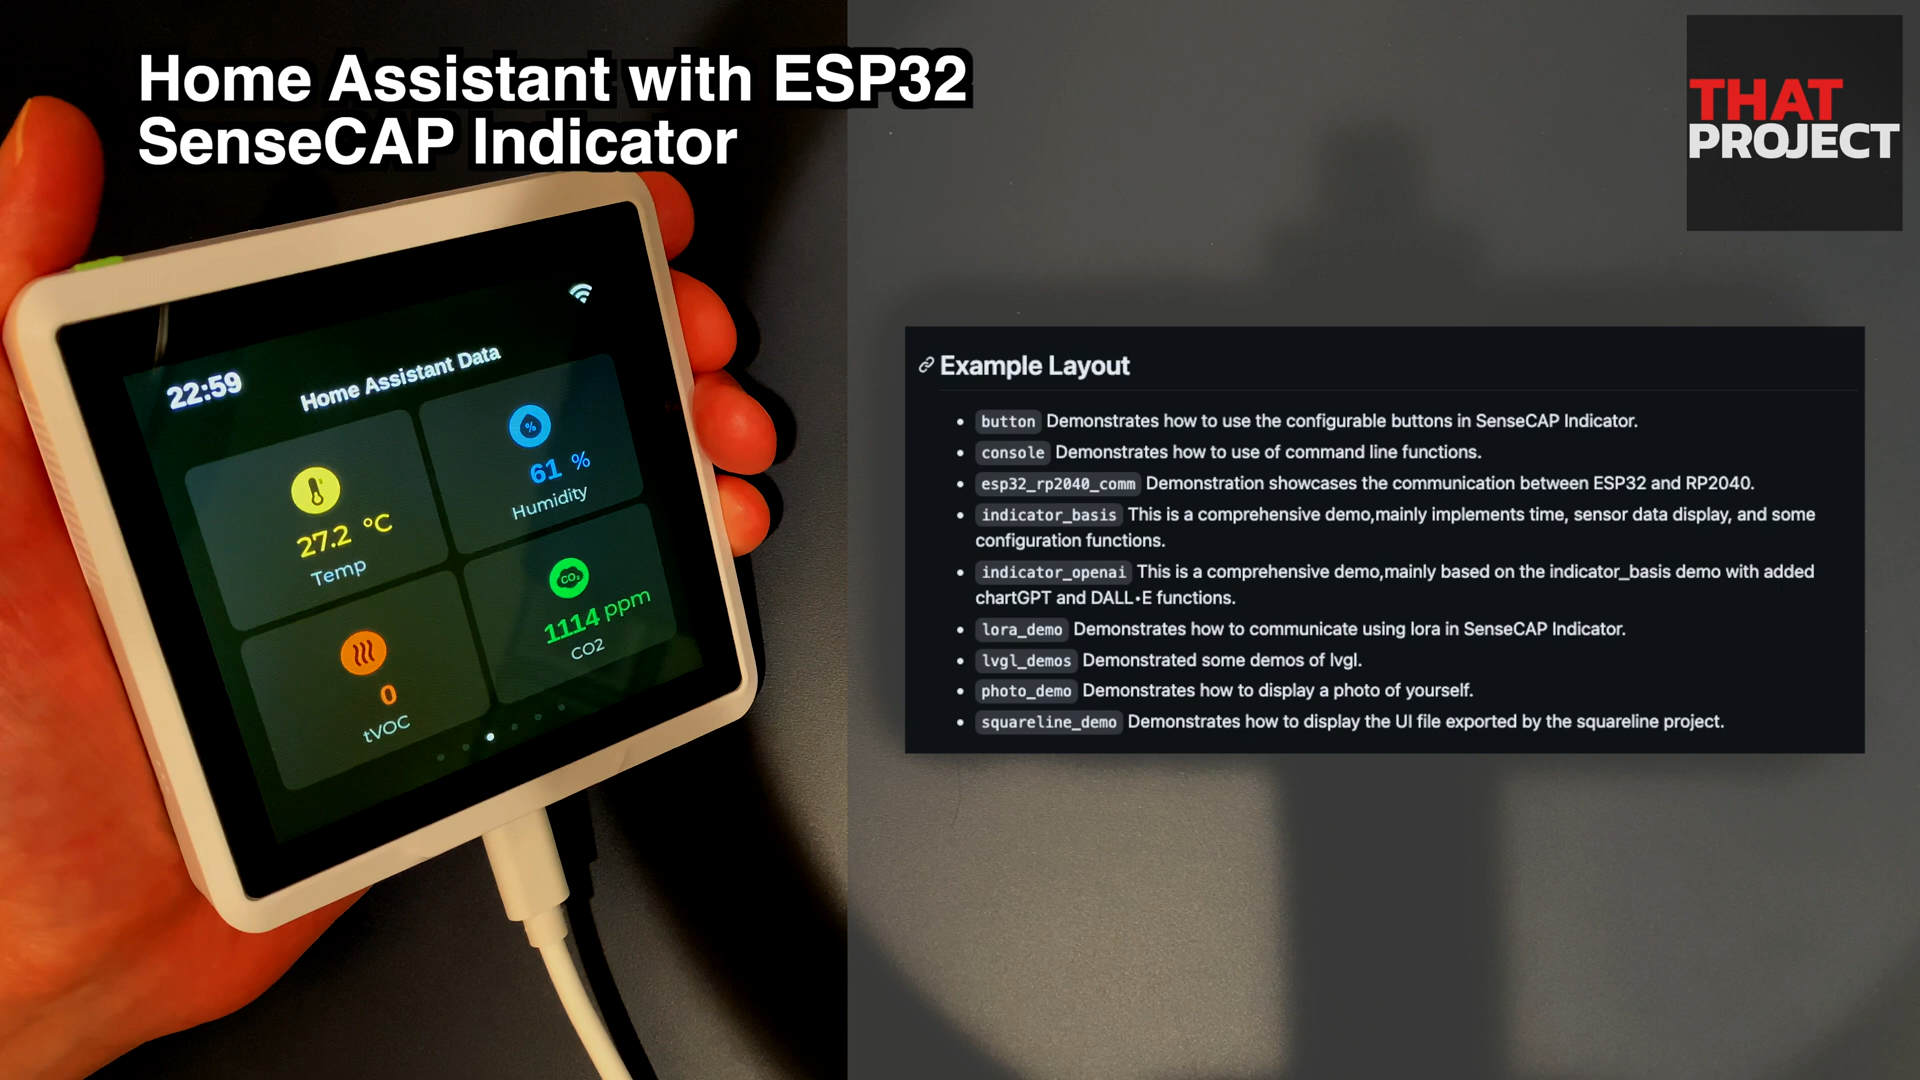 Home Assistant with ESP32
SenseCAP Indicator
THAT
PROJECT
22:59
Home Assistant Data
27.2 °C
Temp
%
61 %
Humidity
0
tVOC
CO₂
1114 ppm
CO2
Example Layout
button Demonstrates how to use the configurable buttons in SenseCAP Indicator.
console Demonstrates how to use of command line functions.
esp32_rp2040_comm Demonstration showcases the communication between ESP32 and RP2040.
indicator_basis This is a comprehensive demo,mainly implements time, sensor data display, and some
configuration functions.
indicator_openai This is a comprehensive demo,mainly based on the indicator_basis demo with added
chartGPT and DALL•E functions.
lora_demo Demonstrates how to communicate using lora in SenseCAP Indicator.
lvgl_demos Demonstrated some demos of lvgl.
photo_demo Demonstrates how to display a photo of yourself.
squareline_demo Demonstrates how to display the UI file exported by the squareline project.